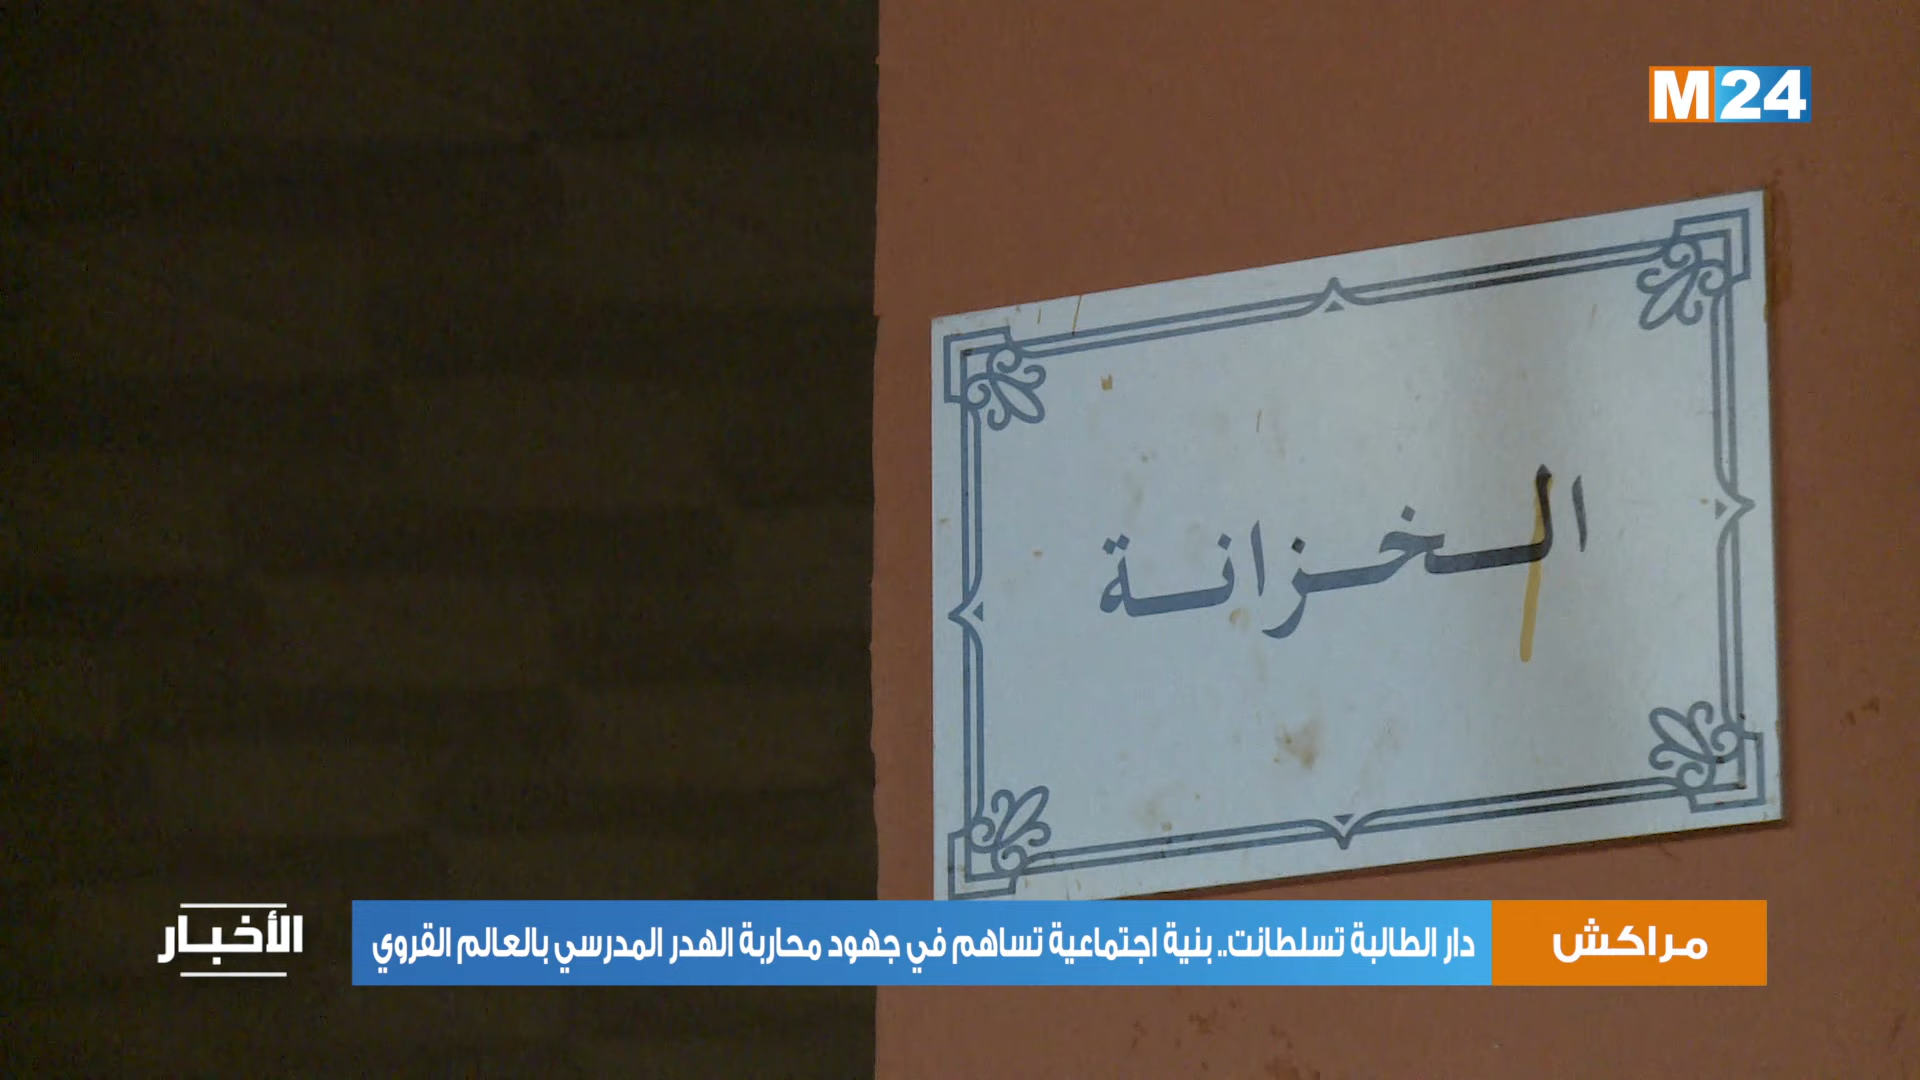 M24
الخزانة
مراكش
دار الطالبة تسلطانت.. بنية اجتماعية تساهم في جهود محاربة الهدر المدرسي بالعالم القروي
الأخبار